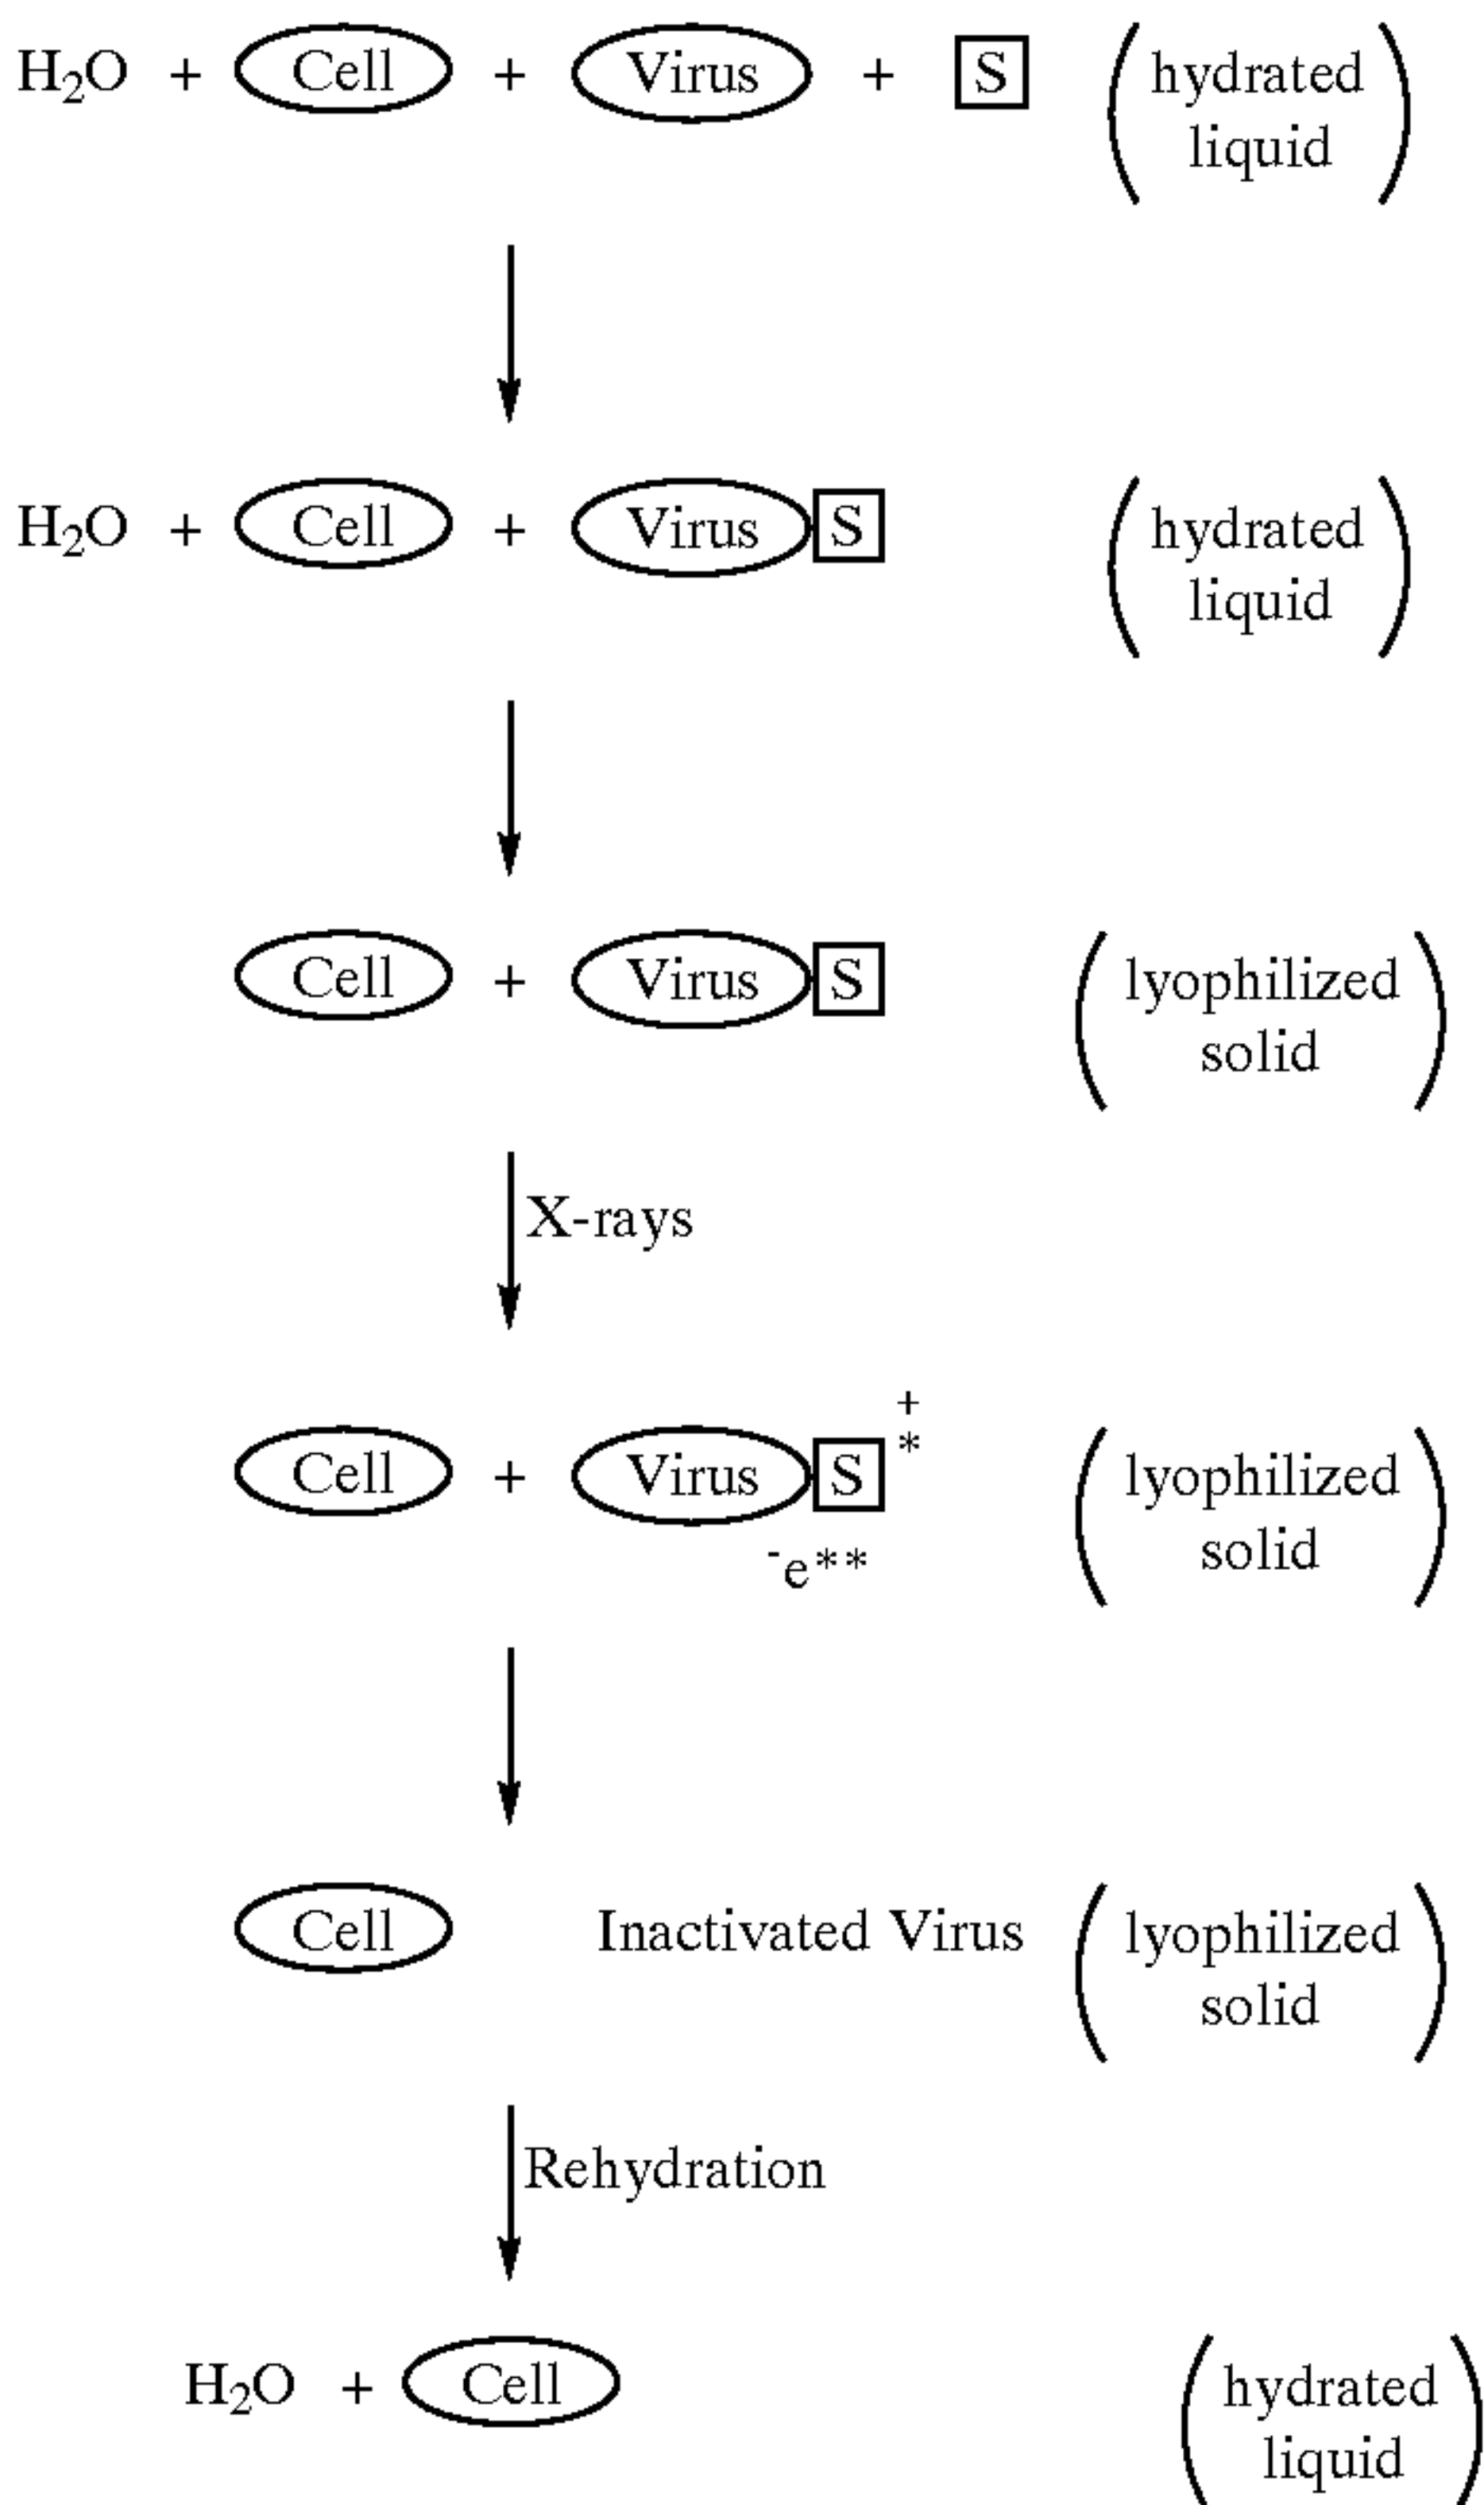 H₂O + Cell + Virus + S (hydrated
liquid)
H₂O + Cell + Virus S (hydrated
liquid)
Cell + Virus S (lyophilized
solid)
X-rays
+
*
Cell + Virus S (lyophilized
solid)
⁻e**
Cell Inactivated Virus (lyophilized
solid)
Rehydration
H₂O + Cell (hydrated
liquid)